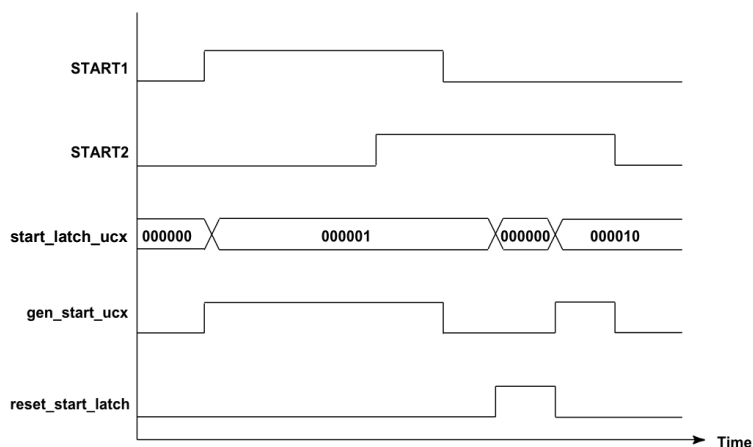 START1
START2
start_latch_ucx 000000 000001 000000 000010
gen_start_ucx
reset_start_latch
Time